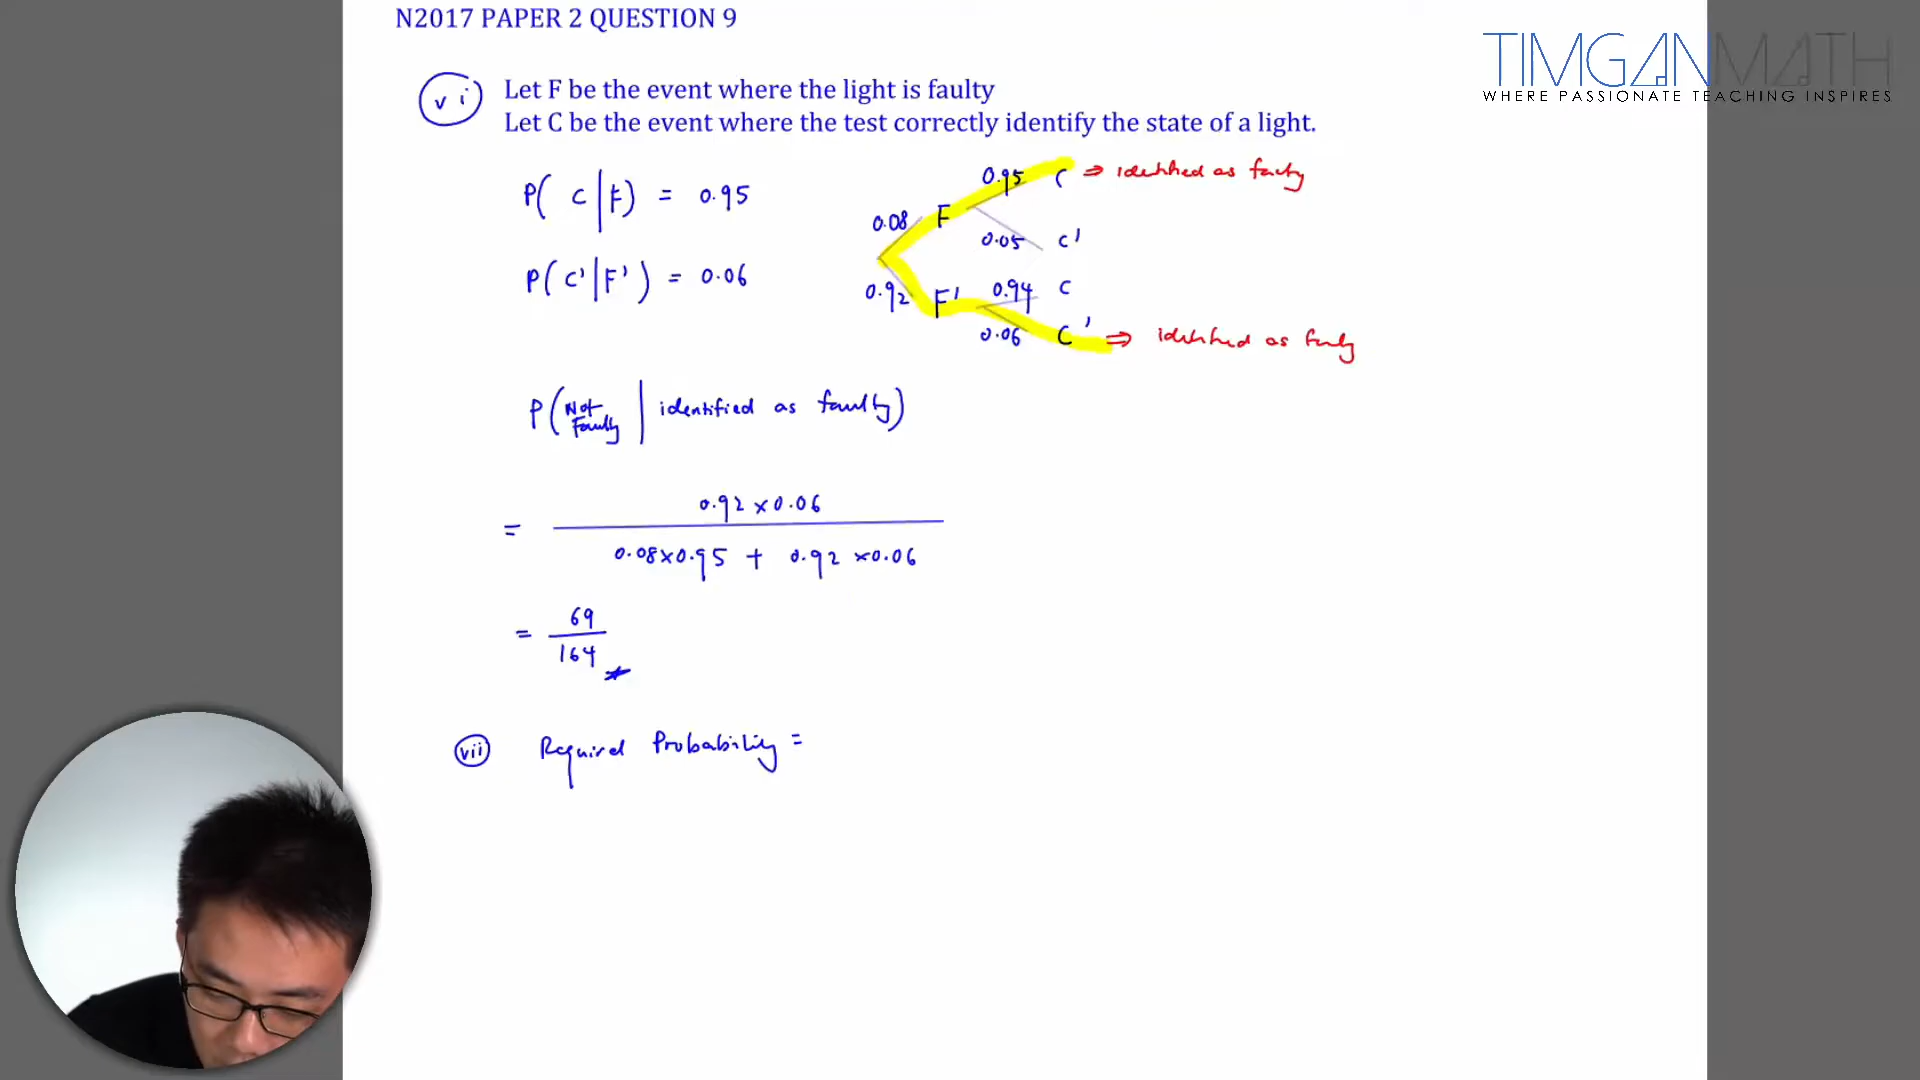 N2017 PAPER 2 QUESTION 9
TIMGANMATH
WHERE PASSIONATE TEACHING INSPIRES
vi Let F be the event where the light is faulty
Let C be the event where the test correctly identify the state of a light.
P( C | F) = 0.95
P( C' | F' ) = 0.06
0.08 F 0.95 C ⇒ identified as faulty
0.05 C'
0.92 F' 0.94 C
0.06 C' ⇒ identified as faulty
P( Not Faulty | identified as faulty)
= 0.92 × 0.06
0.08 × 0.95 + 0.92 × 0.06
= 69
164
vii Required Probability =